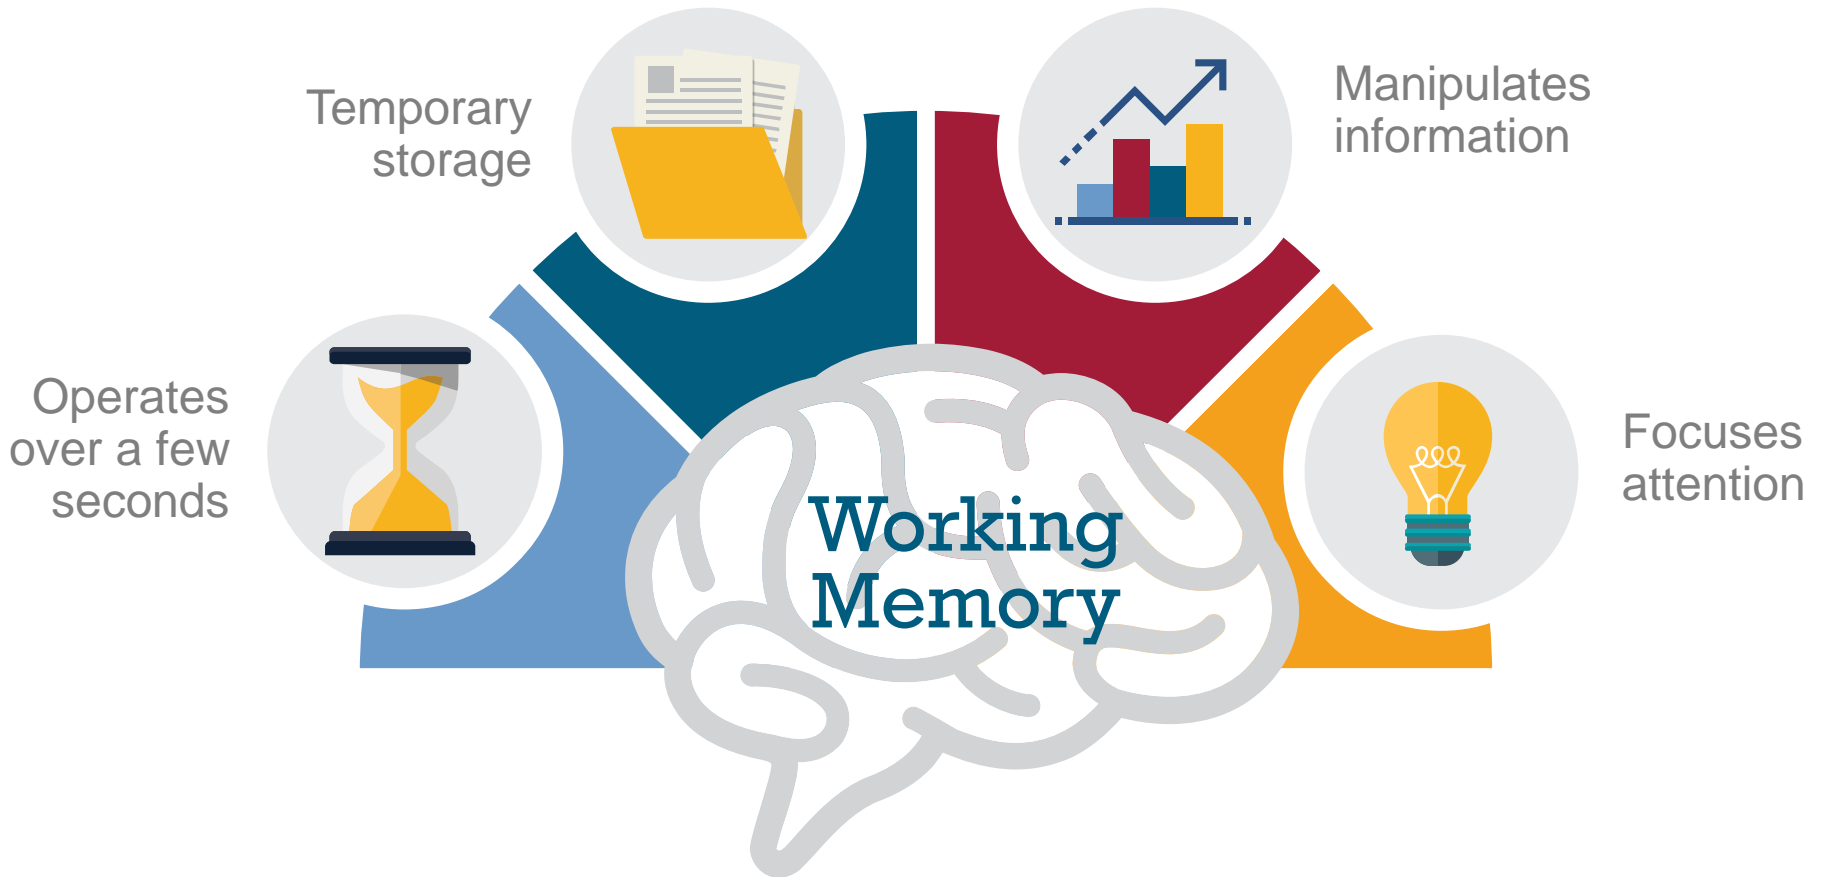 Temporary
storage
Manipulates
information
Operates
over a few
seconds
Focuses
attention
Working
Memory